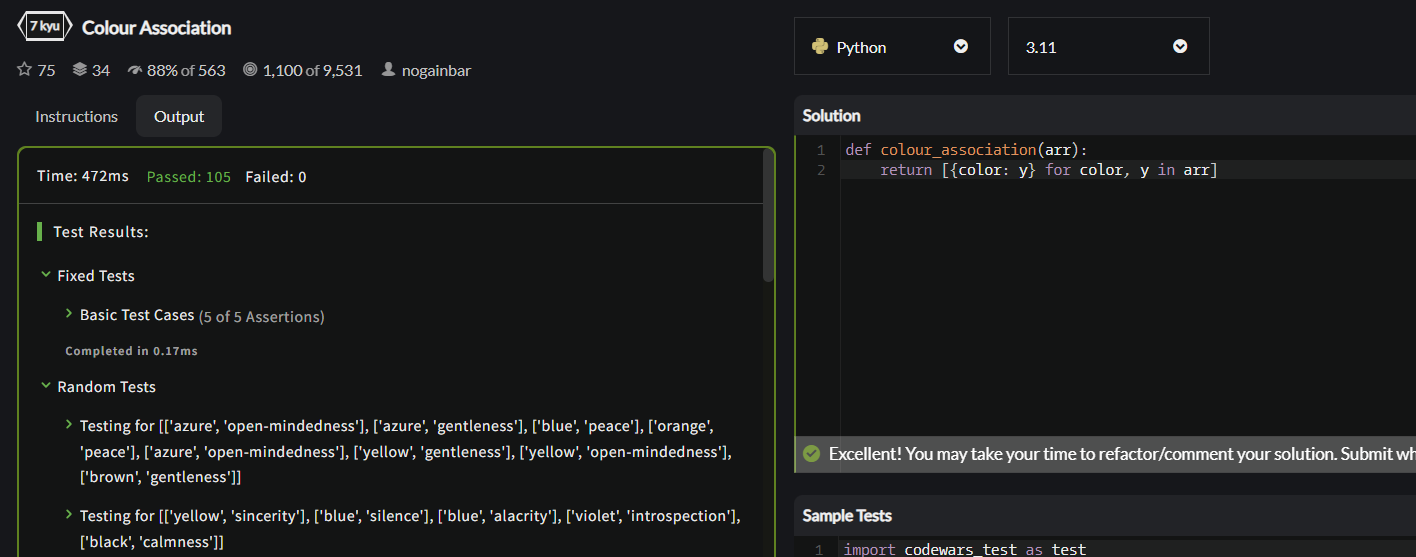 7 kyu Colour Association
75 34 88% of 563 1,100 of 9,531 nogainbar
Instructions Output
Time: 472ms Passed: 105 Failed: 0
Test Results:
Fixed Tests
Basic Test Cases (5 of 5 Assertions)
Completed in 0.17ms
Random Tests
Testing for [['azure', 'open-mindedness'], ['azure', 'gentleness'], ['blue', 'peace'], ['orange',
'peace'], ['azure', 'open-mindedness'], ['yellow', 'gentleness'], ['yellow', 'open-mindedness'],
['brown', 'gentleness']]
Testing for [['yellow', 'sincerity'], ['blue', 'silence'], ['blue', 'alacrity'], ['violet', 'introspection'],
['black', 'calmness']]
Python 3.11
Solution
1 def colour_association(arr):
2     return [{color: y} for color, y in arr]
Excellent! You may take your time to refactor/comment your solution. Submit wh
Sample Tests
1 import codewars_test as test